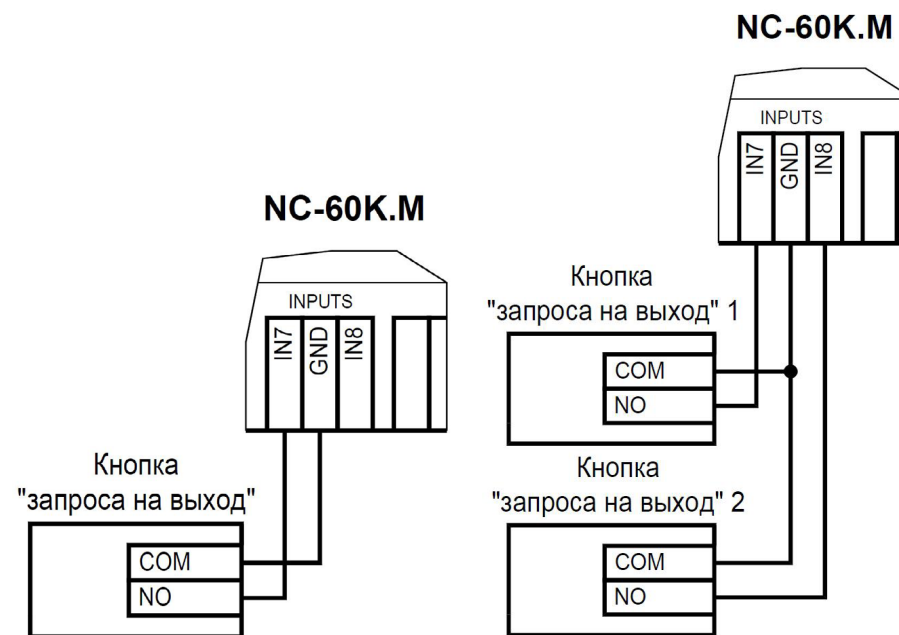 NC-60K.M
INPUTS
IN7
GND
IN8
Кнопка
"запроса на выход"
COM
NO
NC-60K.M
INPUTS
IN7
GND
IN8
Кнопка
"запроса на выход" 1
COM
NO
Кнопка
"запроса на выход" 2
COM
NO